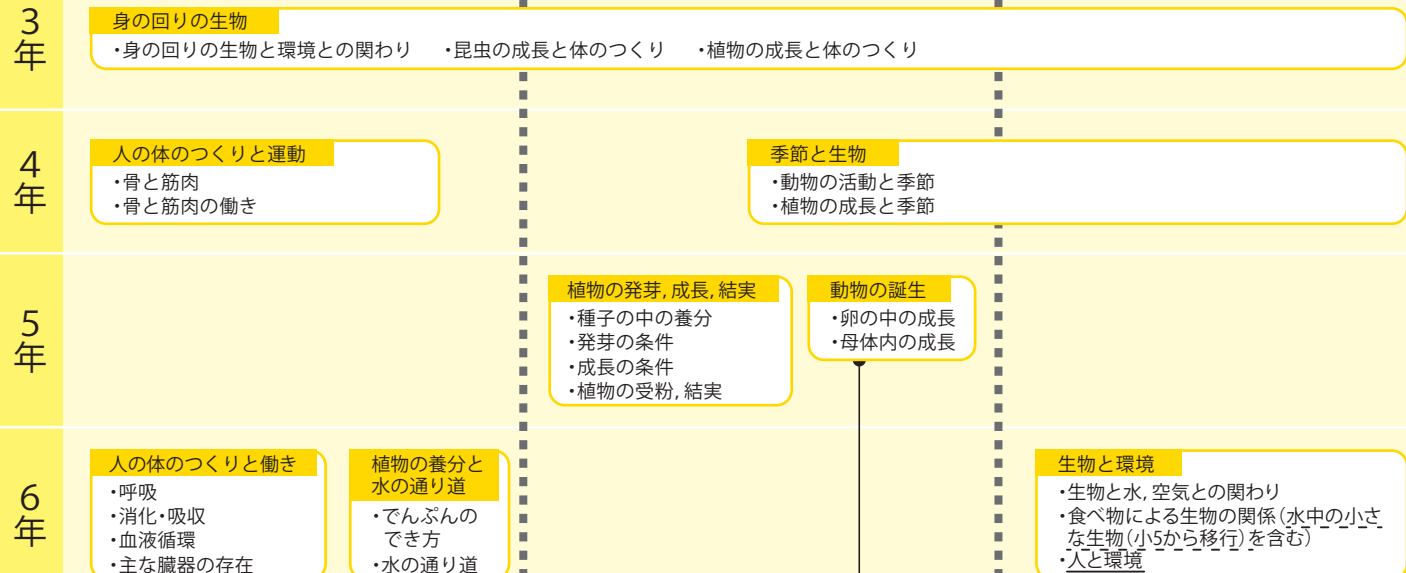 3年
身の回りの生物
・身の回りの生物と環境との関わり ・昆虫の成長と体のつくり ・植物の成長と体のつくり
4年
人の体のつくりと運動
・骨と筋肉
・骨と筋肉の働き
季節と生物
・動物の活動と季節
・植物の成長と季節
5年
植物の発芽,成長,結実
・種子の中の養分
・発芽の条件
・成長の条件
・植物の受粉,結実
動物の誕生
・卵の中の成長
・母体内の成長
6年
人の体のつくりと働き
・呼吸
・消化・吸収
・血液循環
・主な臓器の存在
植物の養分と
水の通り道
・でんぷんの
でき方
・水の通り道
生物と環境
・生物と水,空気との関わり
・食べ物による生物の関係(水中の小さ
な生物(小5から移行)を含む)
・人と環境